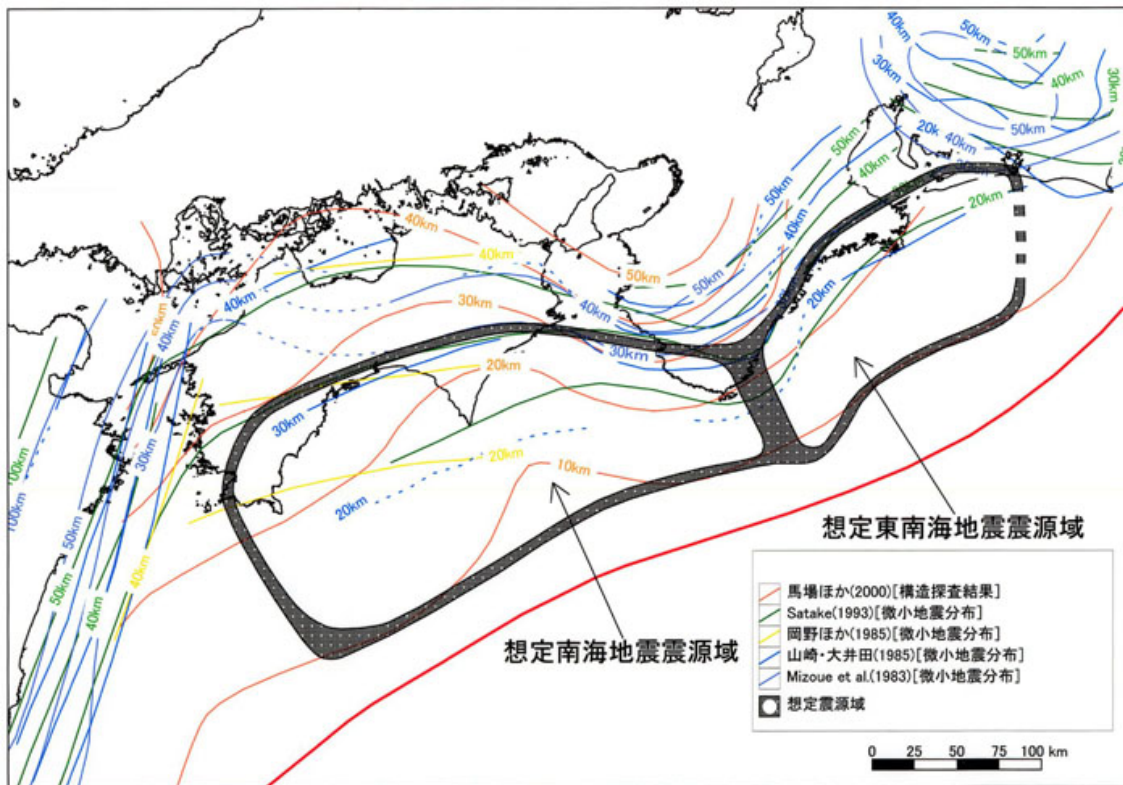 40km
50km
50km
40km
30km
40km
30km
50km
20k
40km
50km
40km
20km
50km
40km
50km
40km
40km
50km
50km
40km
40km
30km
40km
20km
40km
30km
20km
30km
30km
20km
10km
20km
100km
100km
50km
50km
40km
40km
想定東南海地震震源域
想定南海地震震源域
馬場ほか(2000)[構造探査結果]
Satake(1993)[微小地震分布]
岡野ほか(1985)[微小地震分布]
山崎・大井田(1985)[微小地震分布]
Mizoue et al.(1983)[微小地震分布]
想定震源域
0 25 50 75 100 km